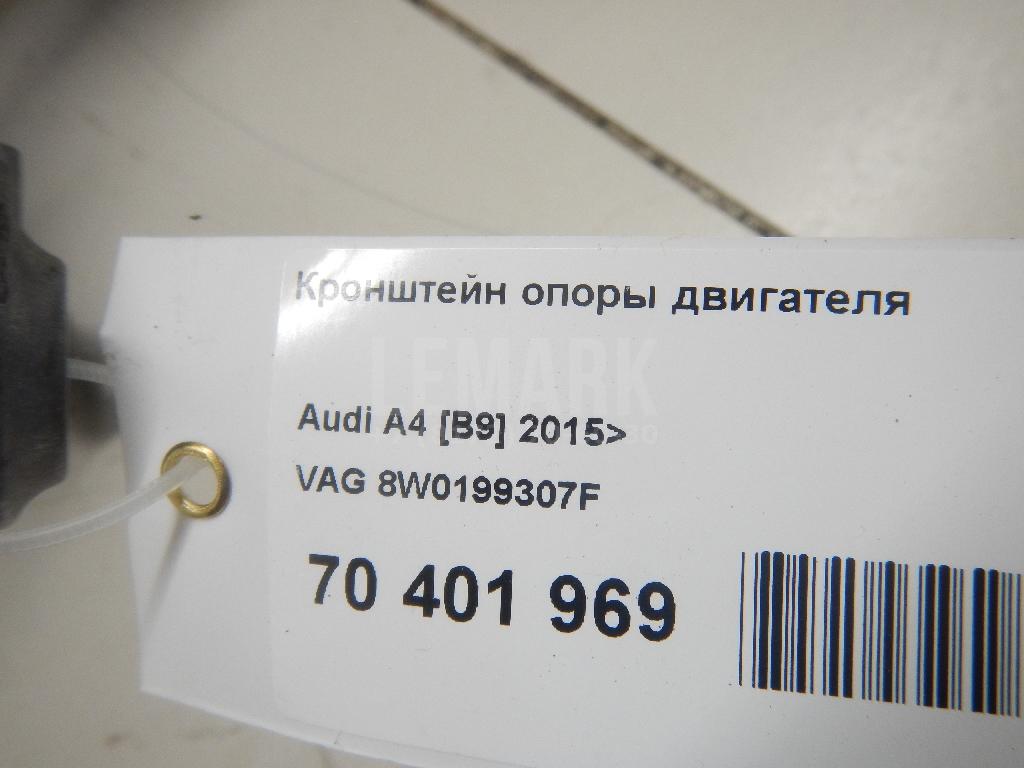 Кронштейн опоры двигателя
LEMARK
Audi A4 [B9] 2015>
VAG 8W0199307F
70 401 969